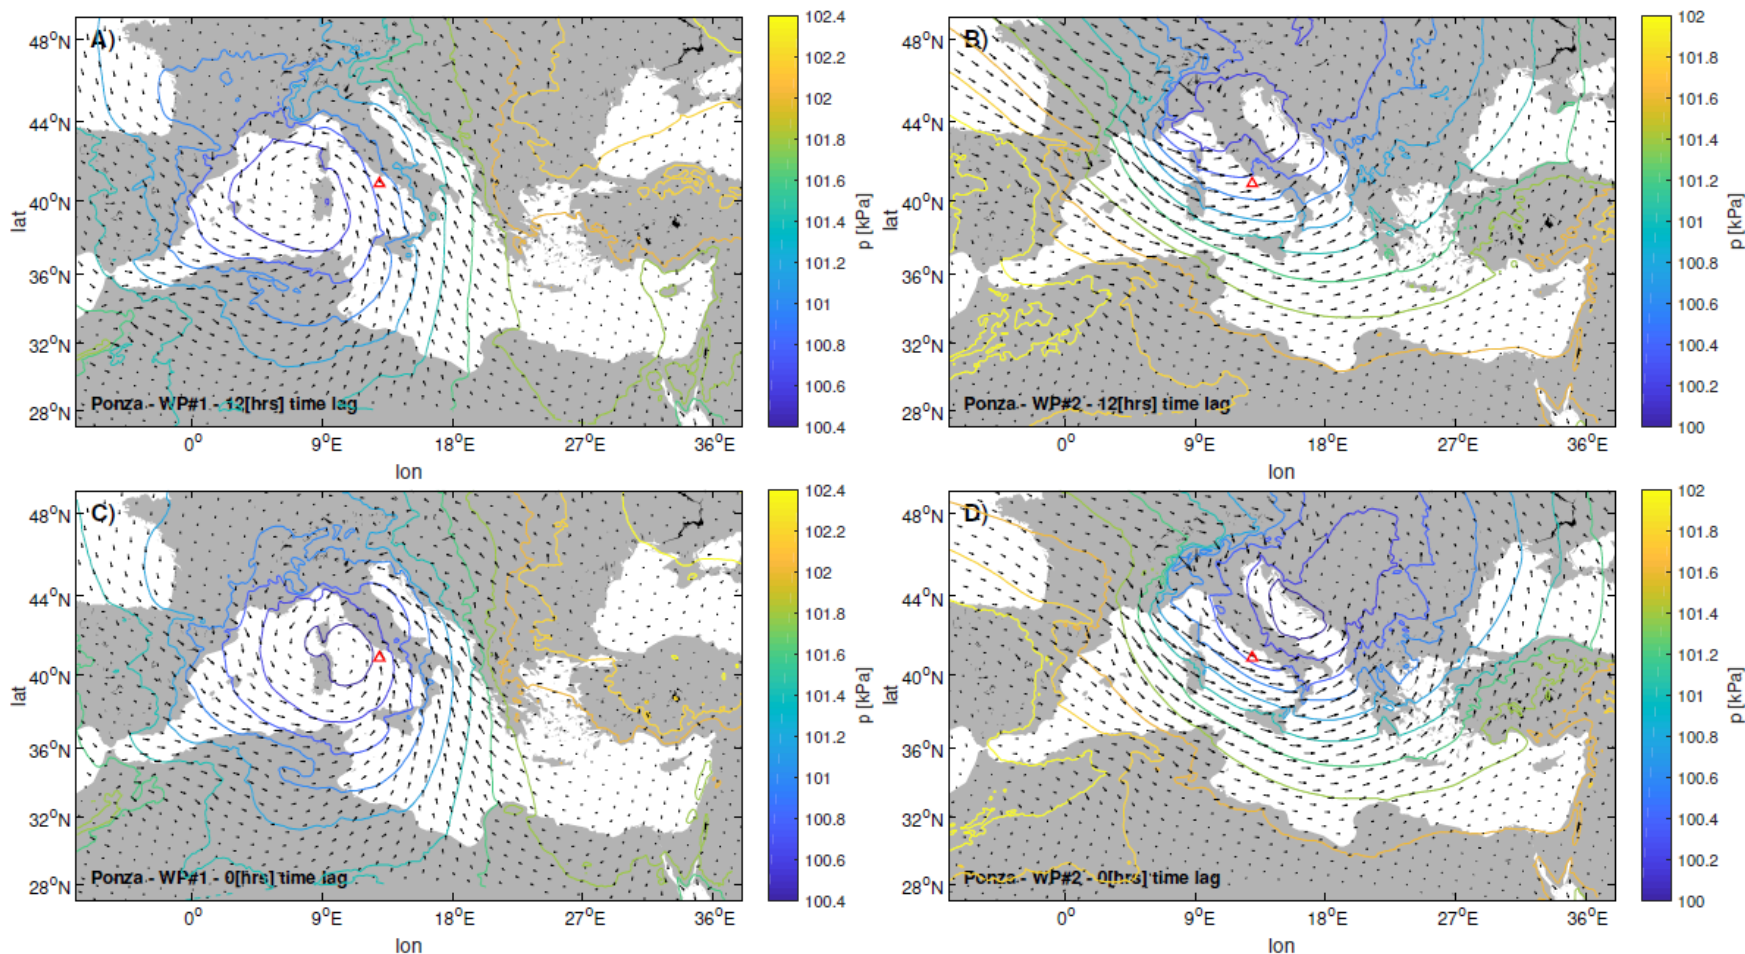 A)
48°N
44°N
40°N
36°N
32°N
28°N
lat
Ponza - WP#1 - 12[hrs] time lag
0°
9°E
18°E
27°E
36°E
lon
102.4
102.2
102
101.8
101.6
101.4
101.2
101
100.8
100.6
100.4
p [kPa]
B)
48°N
44°N
40°N
36°N
32°N
28°N
lat
Ponza - WP#2 - 12[hrs] time lag
0°
9°E
18°E
27°E
36°E
lon
102
101.8
101.6
101.4
101.2
101
100.8
100.6
100.4
100.2
100
p [kPa]
C)
48°N
44°N
40°N
36°N
32°N
28°N
lat
Ponza - WP#1 - 0[hrs] time lag
0°
9°E
18°E
27°E
36°E
lon
102.4
102.2
102
101.8
101.6
101.4
101.2
101
100.8
100.6
100.4
p [kPa]
D)
48°N
44°N
40°N
36°N
32°N
28°N
lat
Ponza - WP#2 - 0[hrs] time lag
0°
9°E
18°E
27°E
36°E
lon
102
101.8
101.6
101.4
101.2
101
100.8
100.6
100.4
100.2
100
p [kPa]